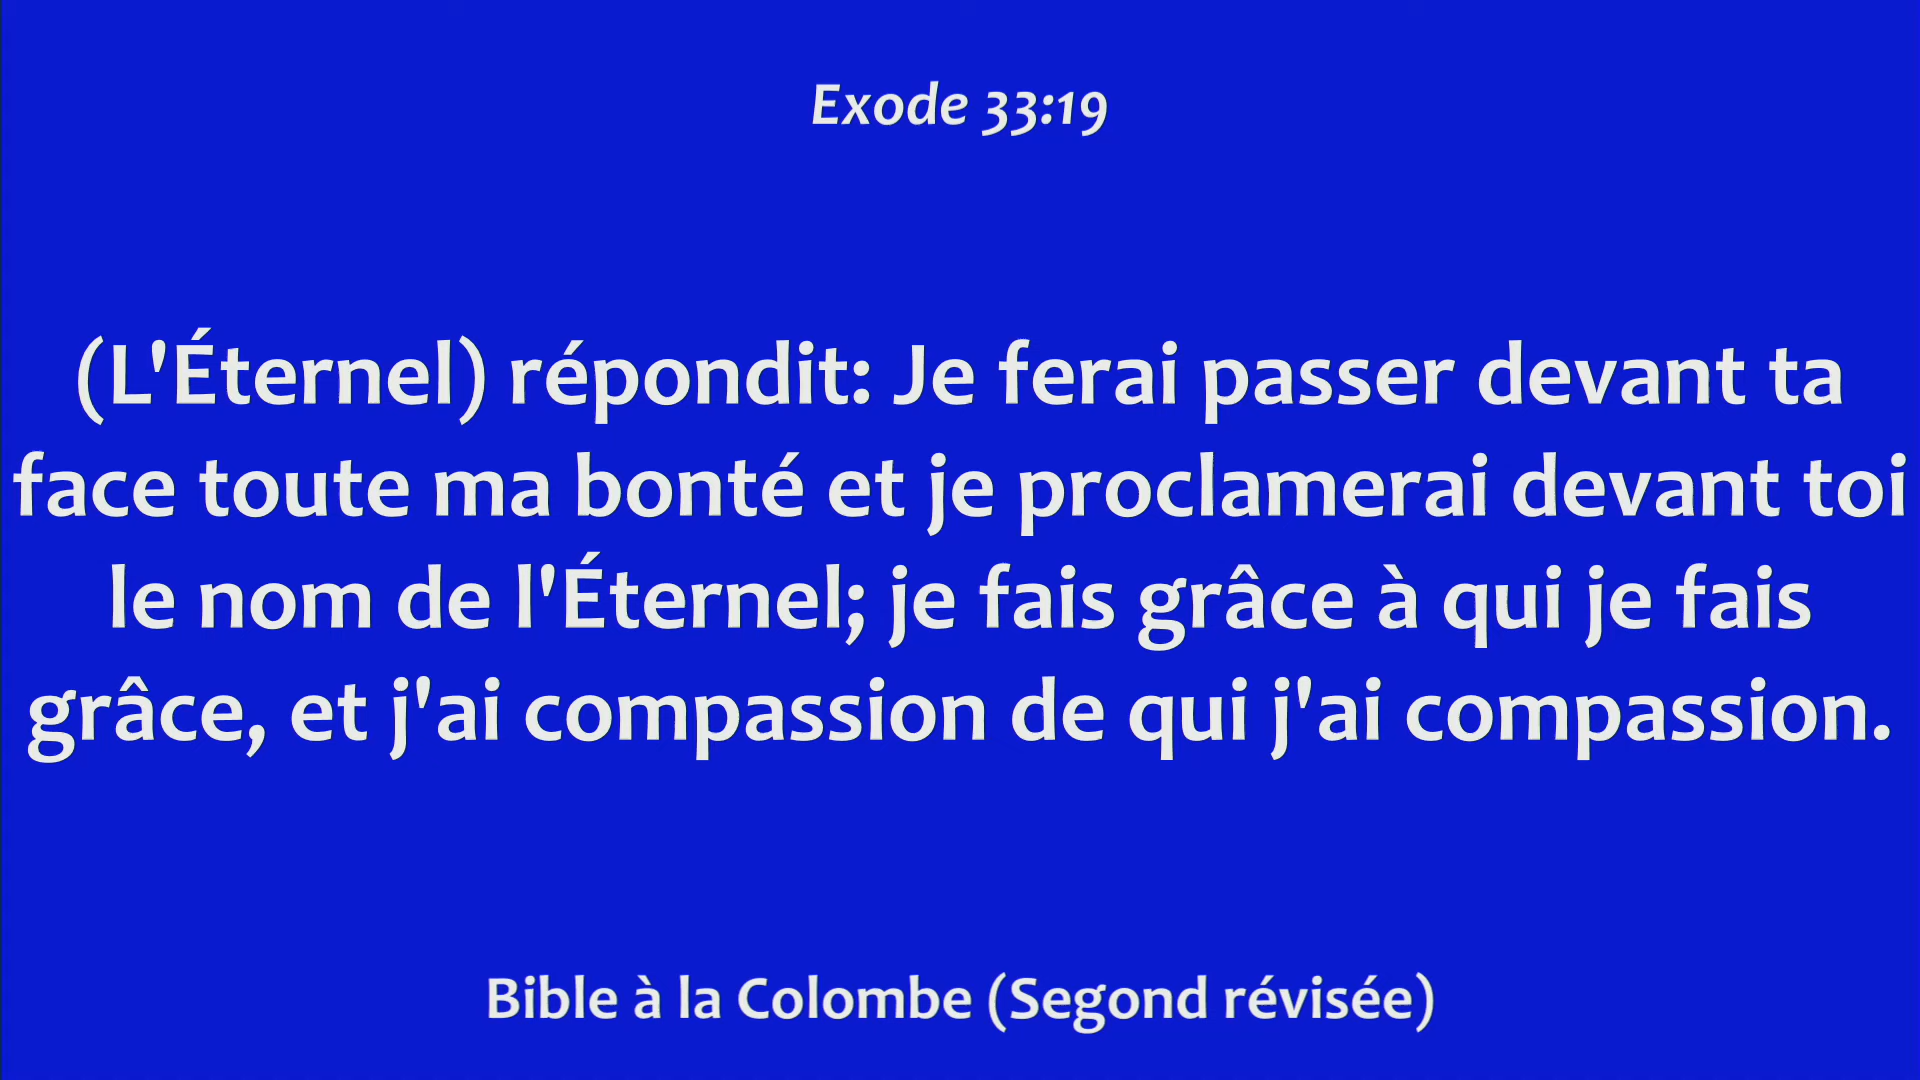 Exode 33:19
(L'Éternel) répondit: Je ferai passer devant ta
face toute ma bonté et je proclamerai devant toi
le nom de l'Éternel; je fais grâce à qui je fais
grâce, et j'ai compassion de qui j'ai compassion.
Bible à la Colombe (Segond révisée)